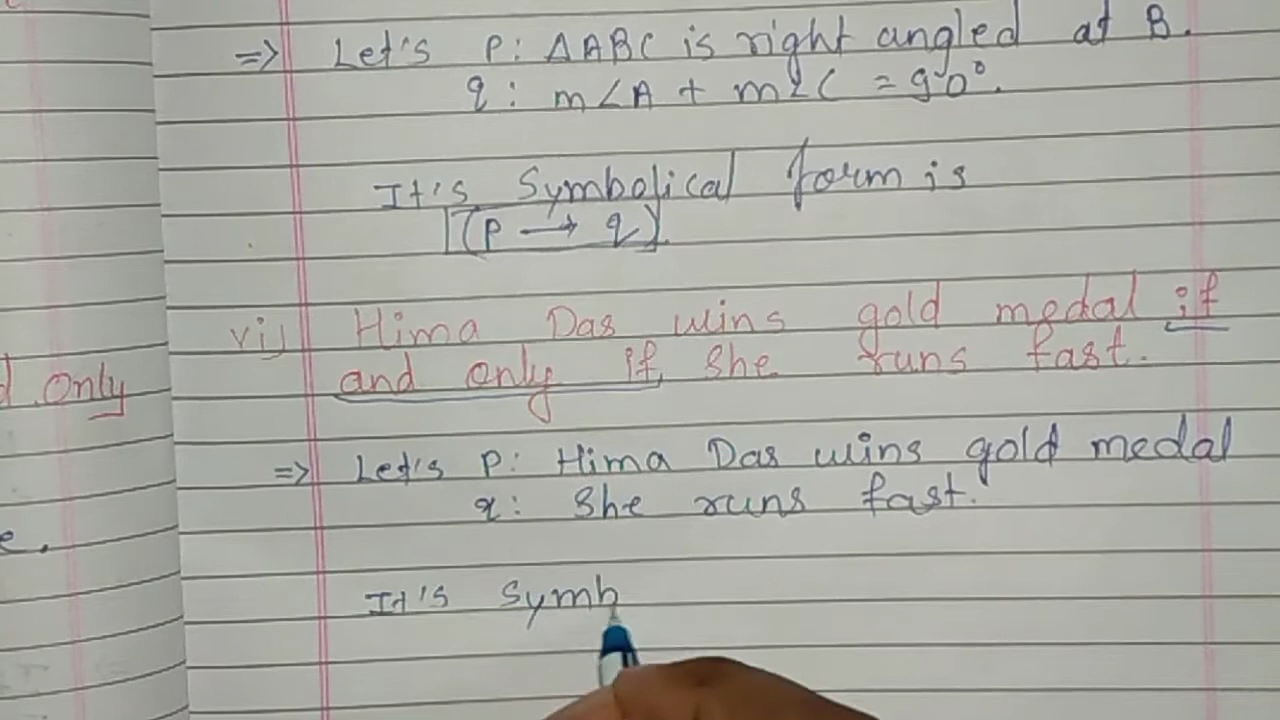 => Let's p: ΔABC is right angled at B.
q: m∠A + m∠C = 90°.
It's Symbolical form is
(p → q)
vi) Hima Das wins gold medal if
and only if, she runs fast.
Only
=> Let's p: Hima Das wins gold medal
q: She runs fast.
e.
It's Symb